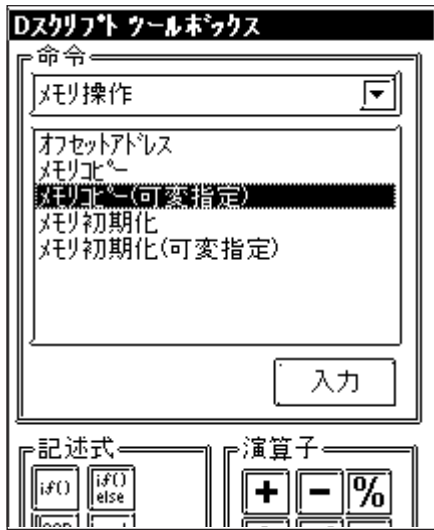 Dスクリプト ツールボックス
命令
メモリ操作
オフセットアドレス
メモリコピー
メモリコピー(可変指定)
メモリ初期化
メモリ初期化(可変指定)
入力
記述式
演算子
if()
if()
else
+
-
%
loop